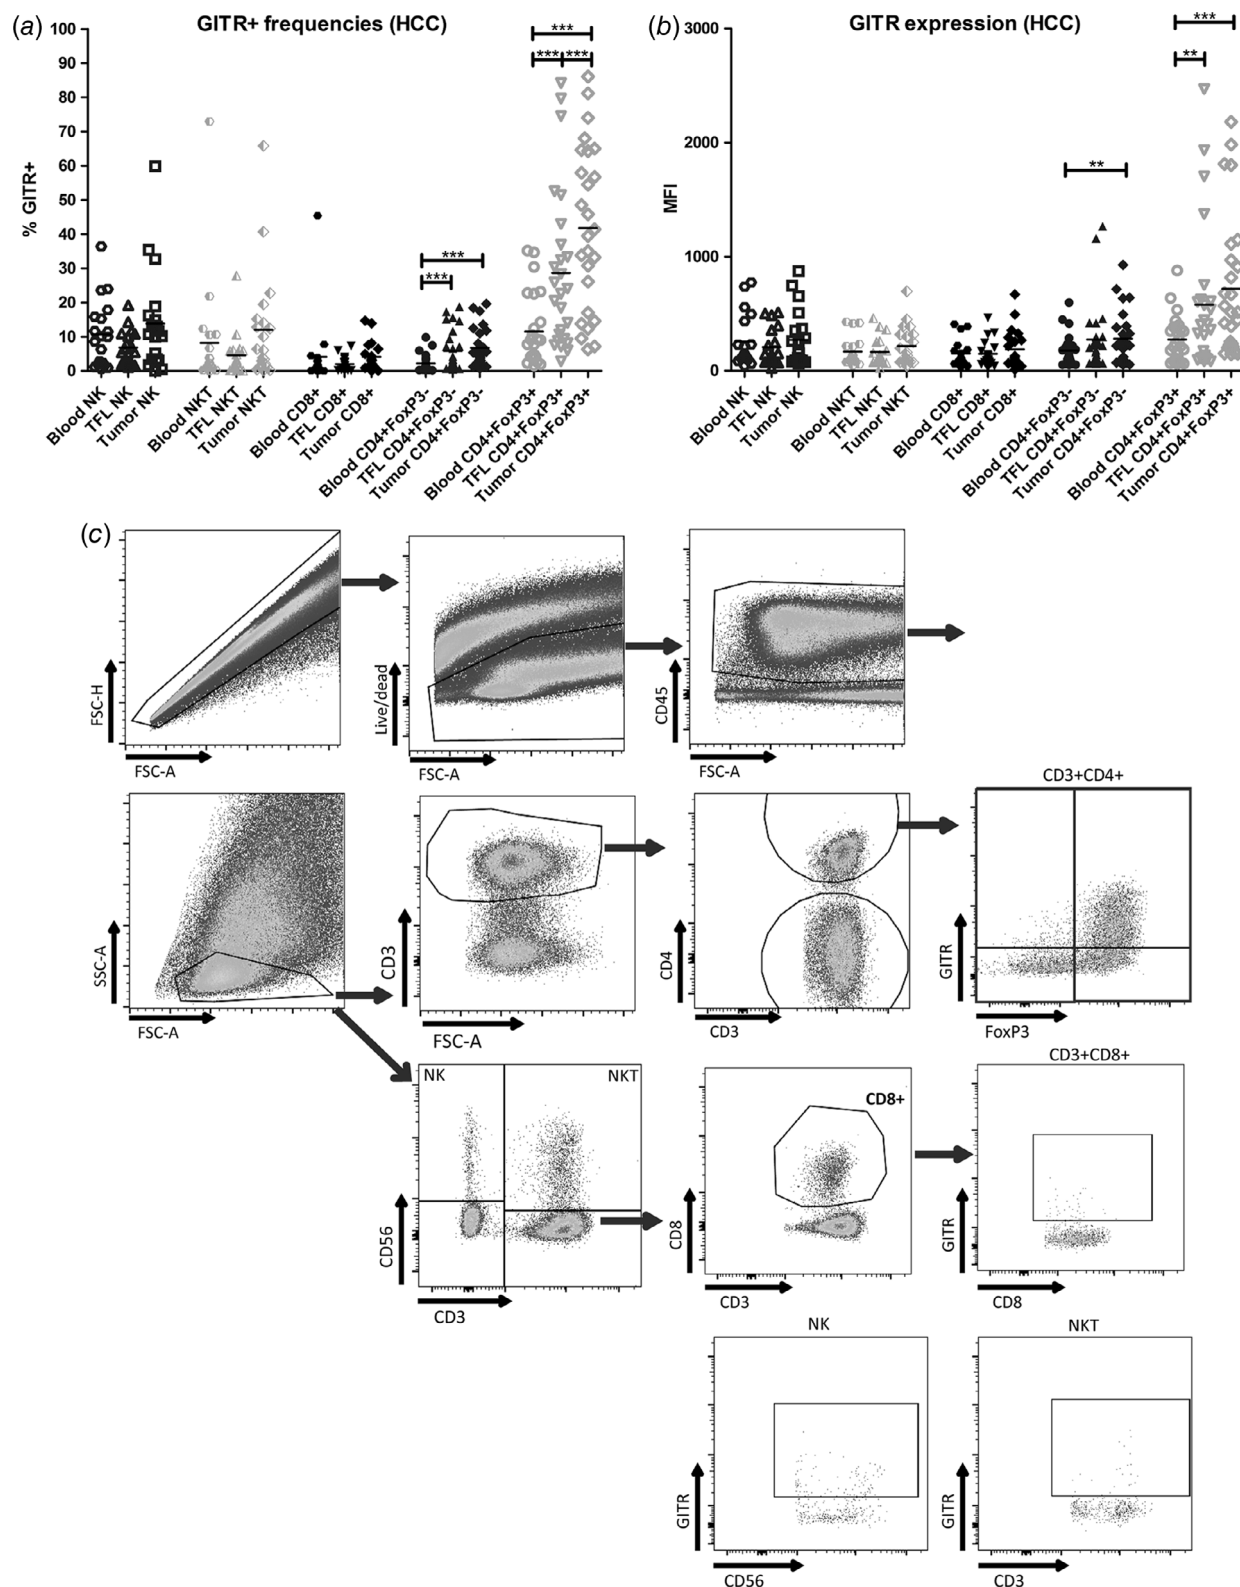 (a) GITR+ frequencies (HCC)
% GITR+
100
90
80
70
60
50
40
30
20
10
0
***
*** ***
***
***
Blood NK
TFL NK
Tumor NK
Blood NKT
TFL NKT
Tumor NKT
Blood CD8+
TFL CD8+
Tumor CD8+
Blood CD4+FoxP3-
TFL CD4+FoxP3-
Tumor CD4+FoxP3-
Blood CD4+FoxP3+
TFL CD4+FoxP3+
Tumor CD4+FoxP3+
(b) GITR expression (HCC)
MFI
3000
2000
1000
0
***
**
**
Blood NK
TFL NK
Tumor NK
Blood NKT
TFL NKT
Tumor NKT
Blood CD8+
TFL CD8+
Tumor CD8+
Blood CD4+FoxP3-
TFL CD4+FoxP3-
Tumor CD4+FoxP3-
Blood CD4+FoxP3+
TFL CD4+FoxP3+
Tumor CD4+FoxP3+
(c)
FSC-H
FSC-A
Live/dead
FSC-A
CD45
FSC-A
SSC-A
FSC-A
CD3
FSC-A
CD4
CD3
CD3+CD4+
GITR
FoxP3
NK NKT
CD56
CD3
CD8+
CD8
CD3
CD3+CD8+
GITR
CD8
NK
GITR
CD56
NKT
GITR
CD3